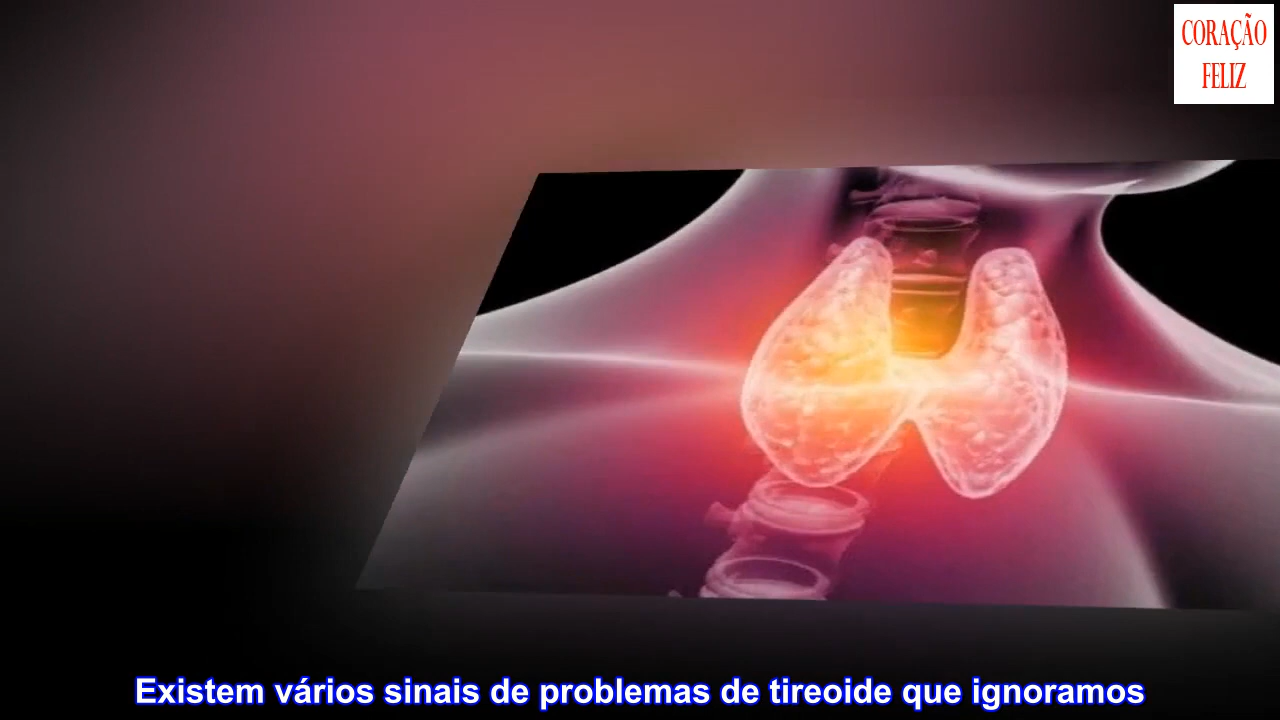 CORAÇÃO
FELIZ
Existem vários sinais de problemas de tireoide que ignoramos